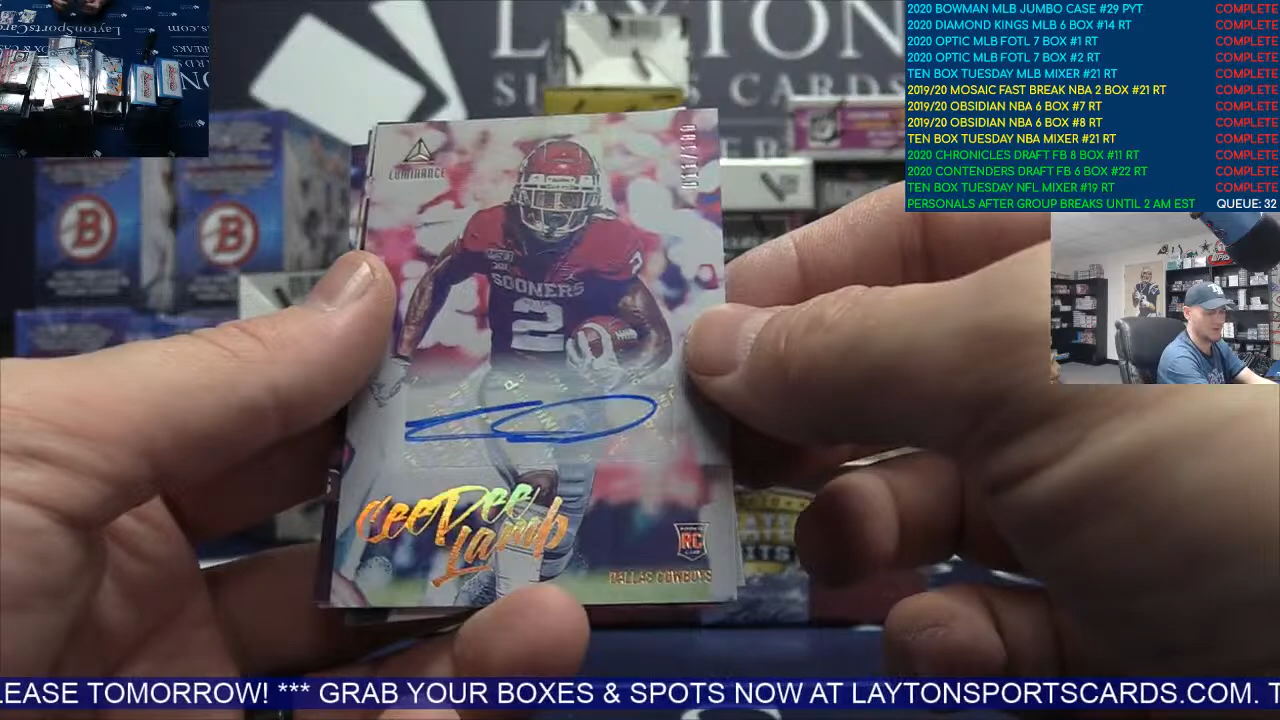 2020 BOWMAN MLB JUMBO CASE #29 PYT COMPLETE
2020 DIAMOND KINGS MLB 6 BOX #14 RT COMPLETE
2020 OPTIC MLB FOTL 7 BOX #1 RT COMPLETE
2020 OPTIC MLB FOTL 7 BOX #2 RT COMPLETE
TEN BOX TUESDAY MLB MIXER #21 RT COMPLETE
2019/20 MOSAIC FAST BREAK NBA 2 BOX #21 RT COMPLETE
2019/20 OBSIDIAN NBA 6 BOX #7 RT COMPLETE
2019/20 OBSIDIAN NBA 6 BOX #8 RT COMPLETE
TEN BOX TUESDAY NBA MIXER #21 RT COMPLETE
2020 CHRONICLES DRAFT FB 8 BOX #11 RT COMPLETE
2020 CONTENDERS DRAFT FB 6 BOX #22 RT COMPLETE
TEN BOX TUESDAY NFL MIXER #19 RT COMPLETE
PERSONALS AFTER GROUP BREAKS UNTIL 2 AM EST QUEUE: 32
LAYTON
CARDS
LUMINANCE
SOONERS
2
CeeDee
Lamb
RC
DALLAS COWBOYS
B
B
LEASE TOMORROW! *** GRAB YOUR BOXES & SPOTS NOW AT LAYTONSPORTSCARDS.COM. T